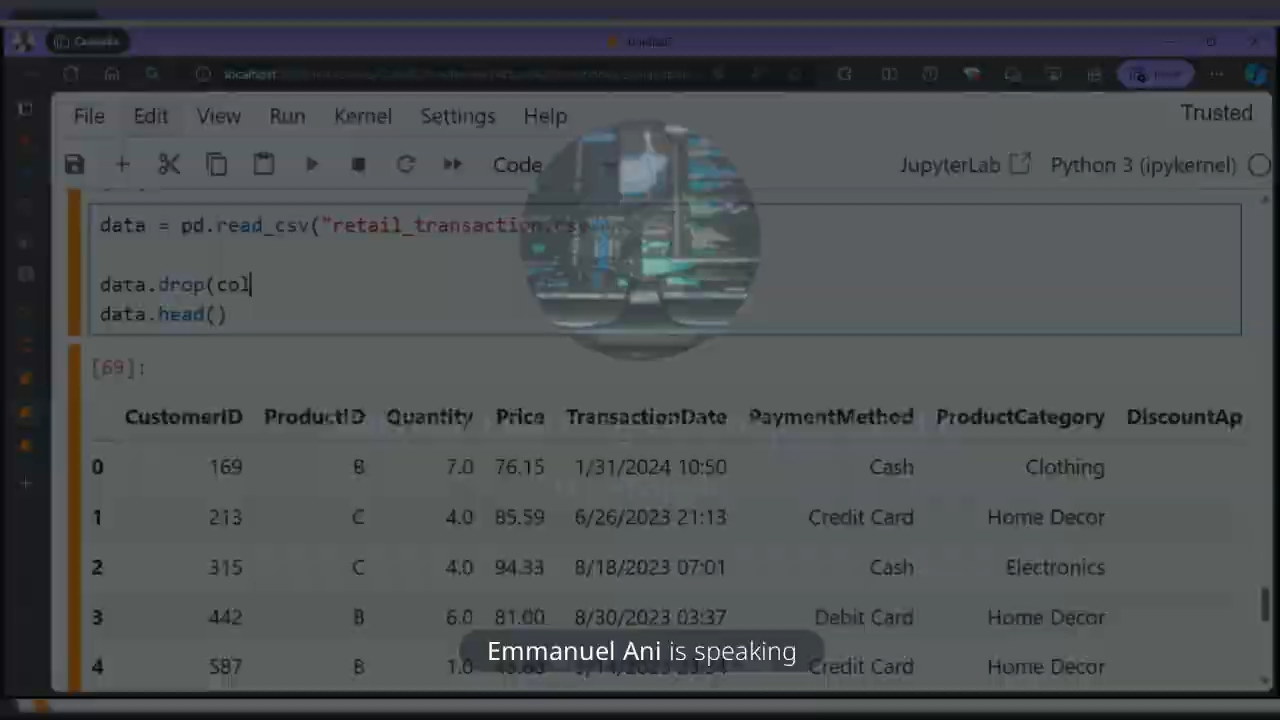 localhost
File Edit View Run Kernel Settings Help Trusted
Code JupyterLab Python 3 (ipykernel)
data = pd.read_csv("retail_transaction.csv
data.drop(col
data.head()
[69]:
CustomerID ProductID Quantity Price TransactionDate PaymentMethod ProductCategory DiscountAp
0 169 B 7.0 76.15 1/31/2024 10:50 Cash Clothing
1 213 C 4.0 85.59 6/26/2023 21:13 Credit Card Home Decor
2 315 C 4.0 94.33 8/18/2023 07:01 Cash Electronics
3 442 B 6.0 81.00 8/30/2023 03:37 Debit Card Home Decor
4 587 B 1.0 Credit Card Home Decor
Emmanuel Ani is speaking